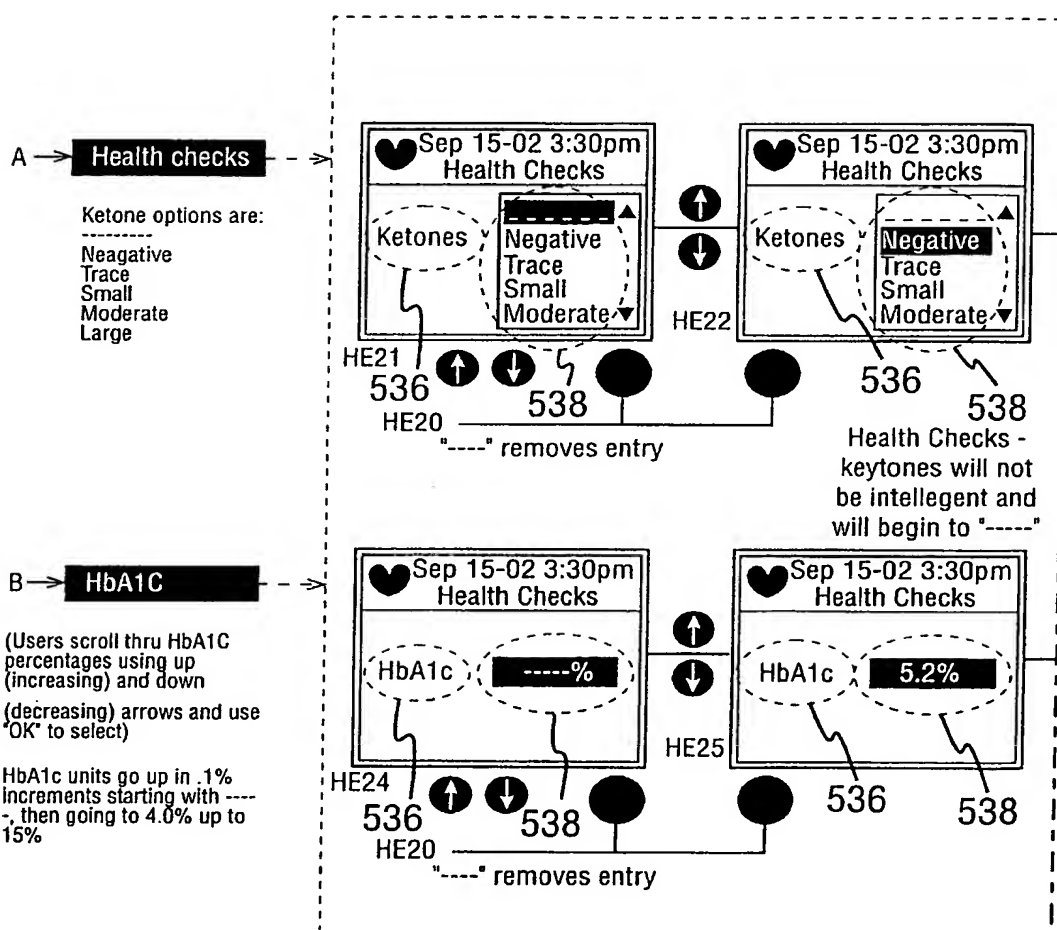 A
Health checks
Ketone options are:
---------
Neagative
Trace
Small
Moderate
Large
Sep 15-02 3:30pm
Health Checks
Ketones
Negative
Trace
Small
Moderate
HE21
536
538
HE20
"----" removes entry
HE22
Sep 15-02 3:30pm
Health Checks
Ketones
Negative
Trace
Small
Moderate
536
538
Health Checks -
keytones will not
be intellegent and
will begin to "-----"
B
HbA1C
(Users scroll thru HbA1C
percentages using up
(increasing) and down
(decreasing) arrows and use
"OK" to select)
HbA1c units go up in .1%
increments starting with ----
-, then going to 4.0% up to
15%
Sep 15-02 3:30pm
Health Checks
HbA1c
-----%
HE24
536
538
HE20
"----" removes entry
HE25
Sep 15-02 3:30pm
Health Checks
HbA1c
5.2%
536
538